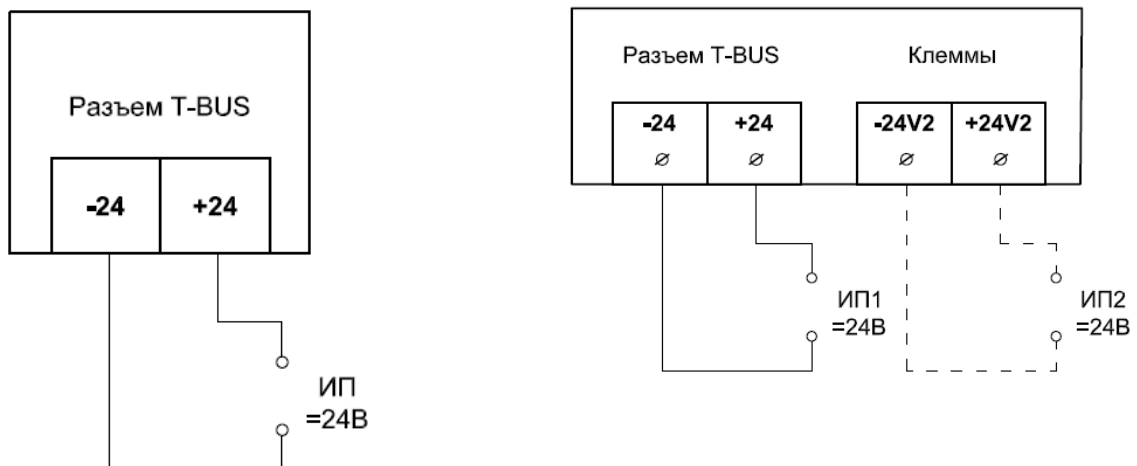 Разъем T-BUS
-24 +24
ИП
=24В
Разъем T-BUS Клеммы
-24 +24 -24V2 +24V2
⌀ ⌀ ⌀ ⌀
ИП1 ИП2
=24В =24В